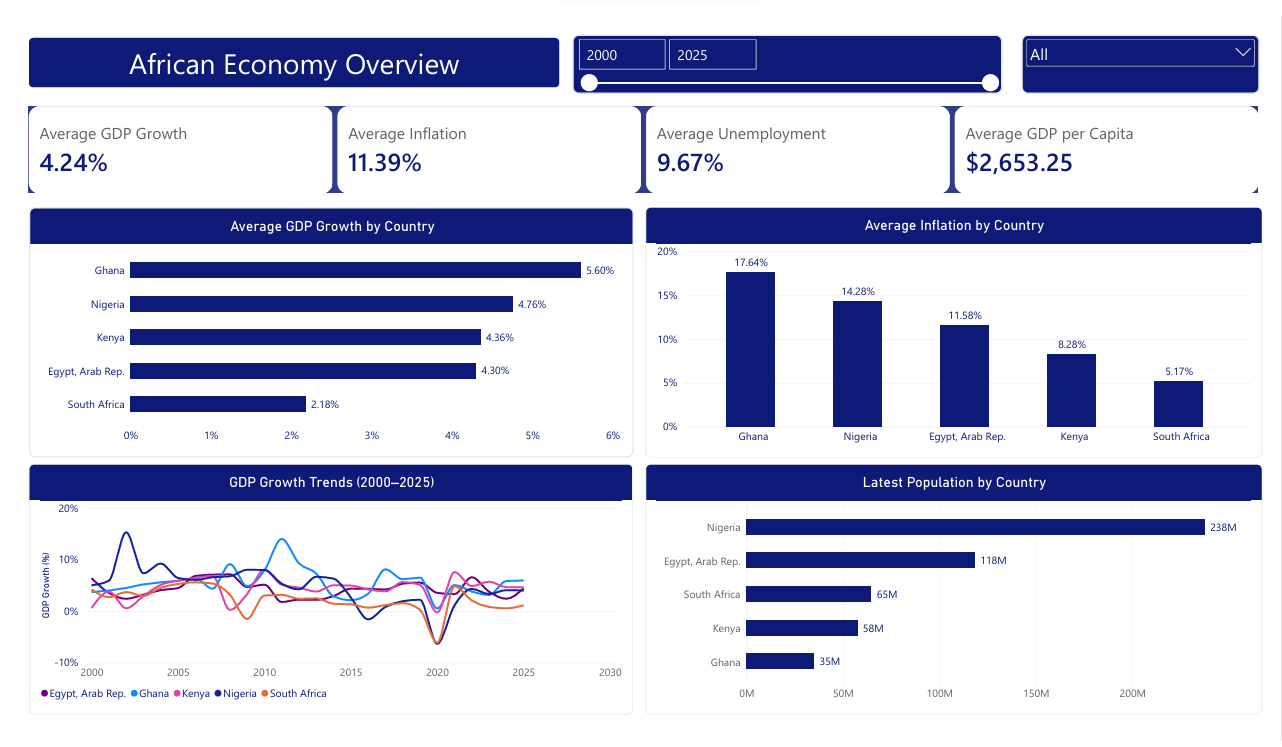 African Economy Overview
2000 2025
All
Average GDP Growth
4.24%
Average Inflation
11.39%
Average Unemployment
9.67%
Average GDP per Capita
$2,653.25
Average GDP Growth by Country
Ghana 5.60%
Nigeria 4.76%
Kenya 4.36%
Egypt, Arab Rep. 4.30%
South Africa 2.18%
0% 1% 2% 3% 4% 5% 6%
Average Inflation by Country
20%
15%
10%
5%
0%
17.64% 14.28% 11.58% 8.28% 5.17%
Ghana Nigeria Egypt, Arab Rep. Kenya South Africa
GDP Growth Trends (2000–2025)
GDP Growth (%)
20%
10%
0%
-10%
2000 2005 2010 2015 2020 2025 2030
Egypt, Arab Rep. Ghana Kenya Nigeria South Africa
Latest Population by Country
Nigeria 238M
Egypt, Arab Rep. 118M
South Africa 65M
Kenya 58M
Ghana 35M
0M 50M 100M 150M 200M